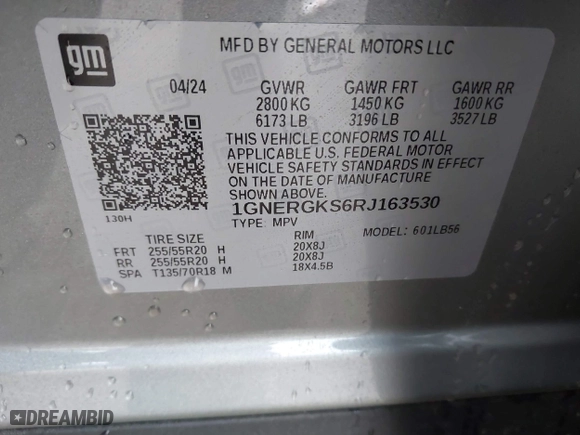 gm
MFD BY GENERAL MOTORS LLC
04/24 GVWR GAWR FRT GAWR RR
2800 KG 1450 KG 1600 KG
6173 LB 3196 LB 3527 LB
THIS VEHICLE CONFORMS TO ALL
APPLICABLE U.S. FEDERAL MOTOR
VEHICLE SAFETY STANDARDS IN EFFECT
ON THE DATE OF MANUFACTURE
SHOWN ABOVE.
130H 1GNERGKS6RJ163530
TYPE: MPV MODEL: 601LB56
TIRE SIZE RIM
FRT 255/55R20 H 20X8J
RR 255/55R20 H 20X8J
SPA T135/70R18 M 18X4.5B
DREAMBID